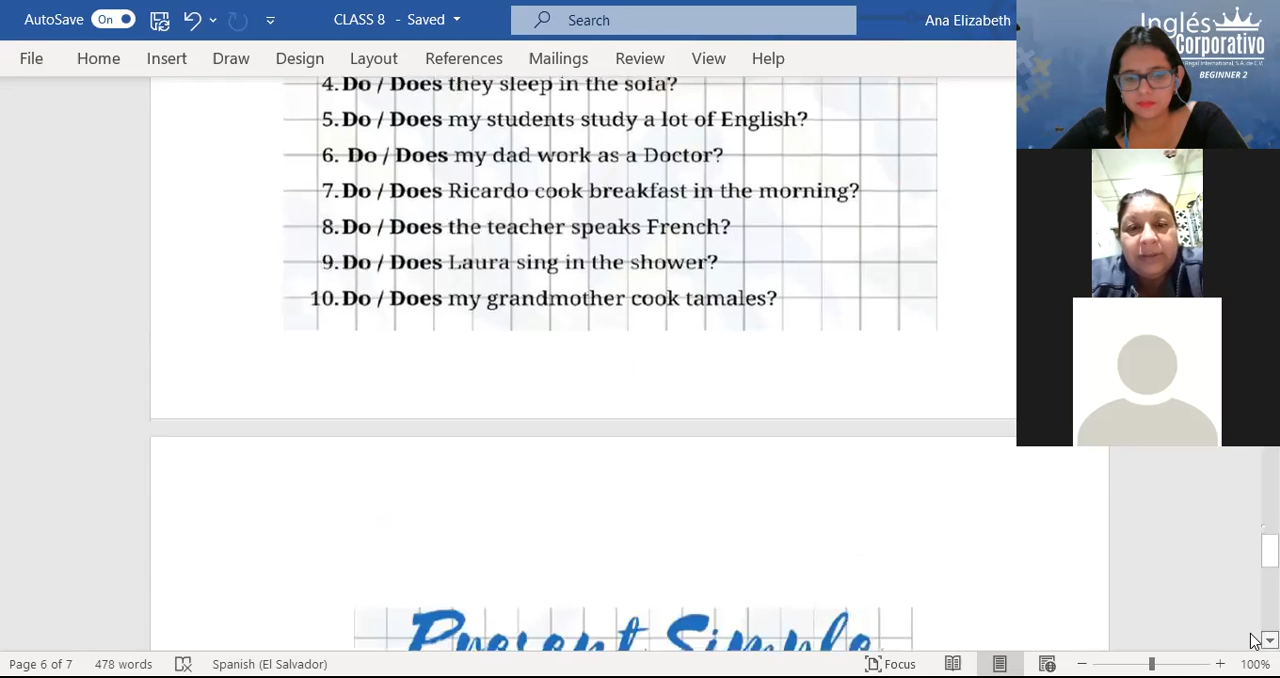 AutoSave On CLASS 8 - Saved Search Ana Elizabeth
File Home Insert Draw Design Layout References Mailings Review View Help
Inglés
Corporativo
Regal International, S.A. de C.V.
BEGINNER 2
4. Do / Does they sleep in the sofa?
5. Do / Does my students study a lot of English?
6. Do / Does my dad work as a Doctor?
7. Do / Does Ricardo cook breakfast in the morning?
8. Do / Does the teacher speaks French?
9. Do / Does Laura sing in the shower?
10. Do / Does my grandmother cook tamales?
Present Simple
Page 6 of 7 478 words Spanish (El Salvador) Focus 100%